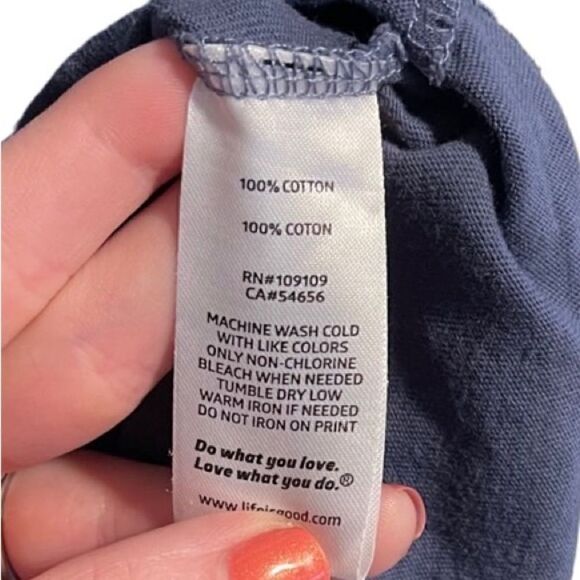 100% COTTON
100% COTON
RN#109109
CA#54656
MACHINE WASH COLD
WITH LIKE COLORS
ONLY NON-CHLORINE
BLEACH WHEN NEEDED
TUMBLE DRY LOW
WARM IRON IF NEEDED
DO NOT IRON ON PRINT
Do what you love.
Love what you do.®
www.lifeisgood.com